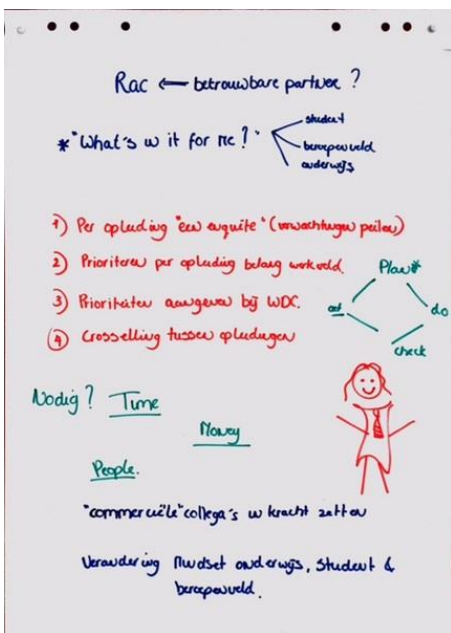 Rac ← betrouwbare partner ?
* "What's in it for me ?"
student
beroepenveld
onderwijs
1) Per opleiding "een enquête" (verwachtingen peilen)
2) Prioriteren per opleiding belang werkveld.
3) Prioriteiten aangeven bij WDC.
4) Crosselling tussen opleidingen
Plan*
act
do
check
Nodig ? Time
Money
People.
"commerciële" collega's in kracht zetten
Verandering Mindset onderwijs, student &
beroepenveld.